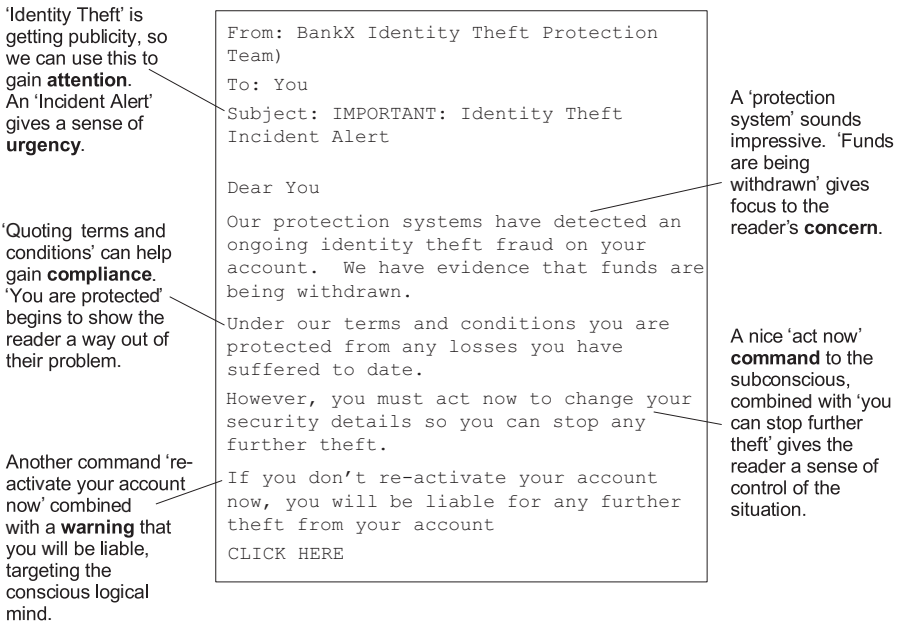 'Identity Theft' is
getting publicity, so
we can use this to
gain attention.
An 'Incident Alert'
gives a sense of
urgency.
'Quoting terms and
conditions' can help
gain compliance.
'You are protected'
begins to show the
reader a way out of
their problem.
Another command 're-
activate your account
now' combined
with a warning that
you will be liable,
targeting the
conscious logical
mind.
From: BankX Identity Theft Protection
Team)
To: You
Subject: IMPORTANT: Identity Theft
Incident Alert
Dear You
Our protection systems have detected an
ongoing identity theft fraud on your
account. We have evidence that funds are
being withdrawn.
Under our terms and conditions you are
protected from any losses you have
suffered to date.
However, you must act now to change your
security details so you can stop any
further theft.
If you don't re-activate your account
now, you will be liable for any further
theft from your account
CLICK HERE
A 'protection
system' sounds
impressive. 'Funds
are being
withdrawn' gives
focus to the
reader's concern.
A nice 'act now'
command to the
subconscious,
combined with 'you
can stop further
theft' gives the
reader a sense of
control of the
situation.